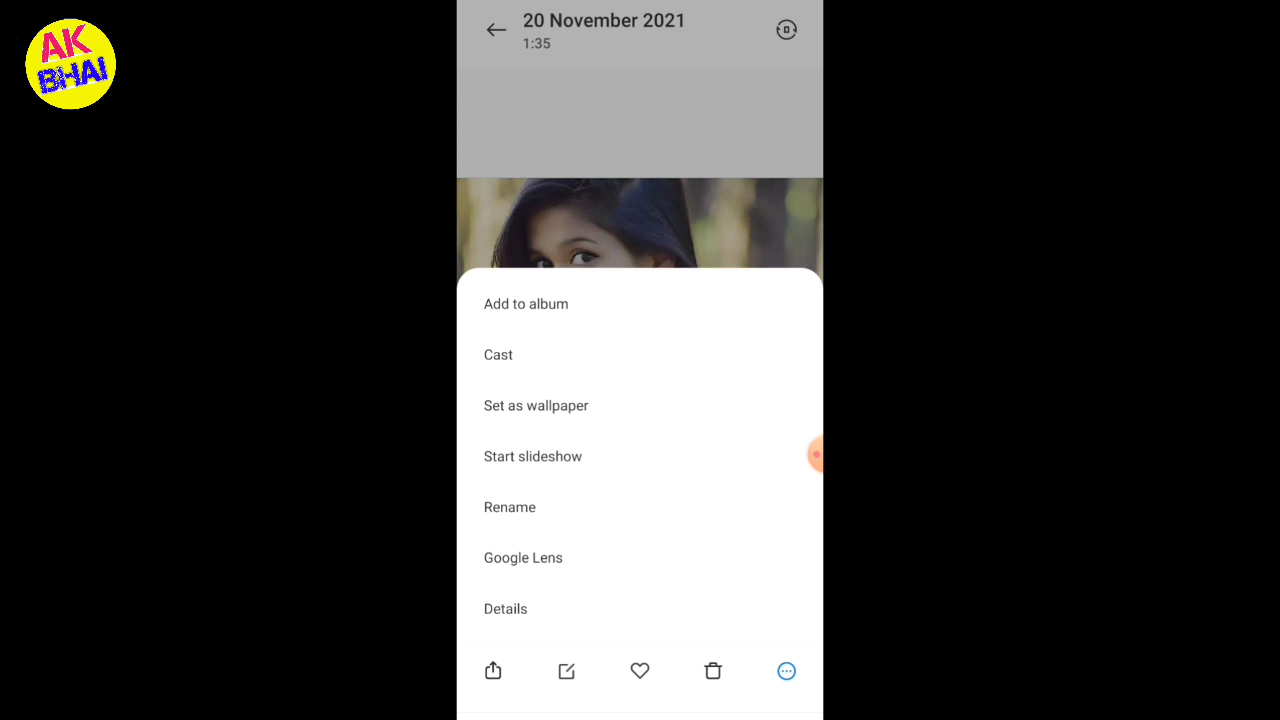 AK
BHAI
20 November 2021
1:35
Add to album
Cast
Set as wallpaper
Start slideshow
Rename
Google Lens
Details